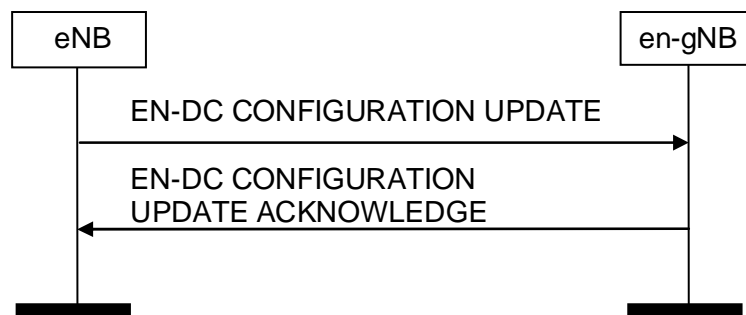 eNB
en-gNB
EN-DC CONFIGURATION UPDATE
EN-DC CONFIGURATION
UPDATE ACKNOWLEDGE